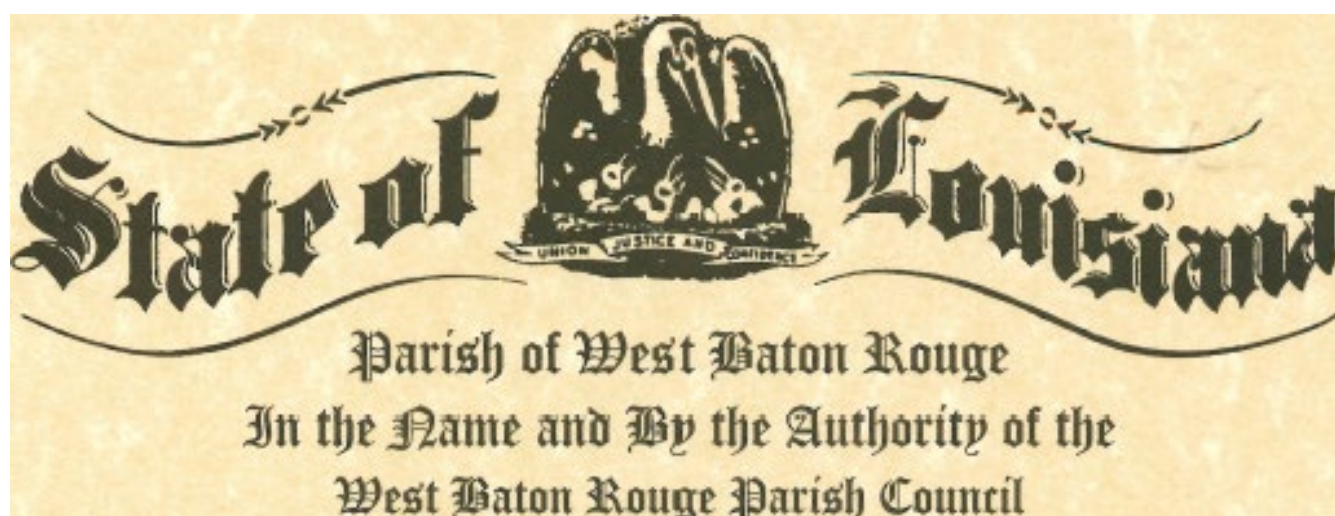 State of Louisiana
UNION JUSTICE AND CONFIDENCE
Parish of West Baton Rouge
In the Name and By the Authority of the
West Baton Rouge Parish Council